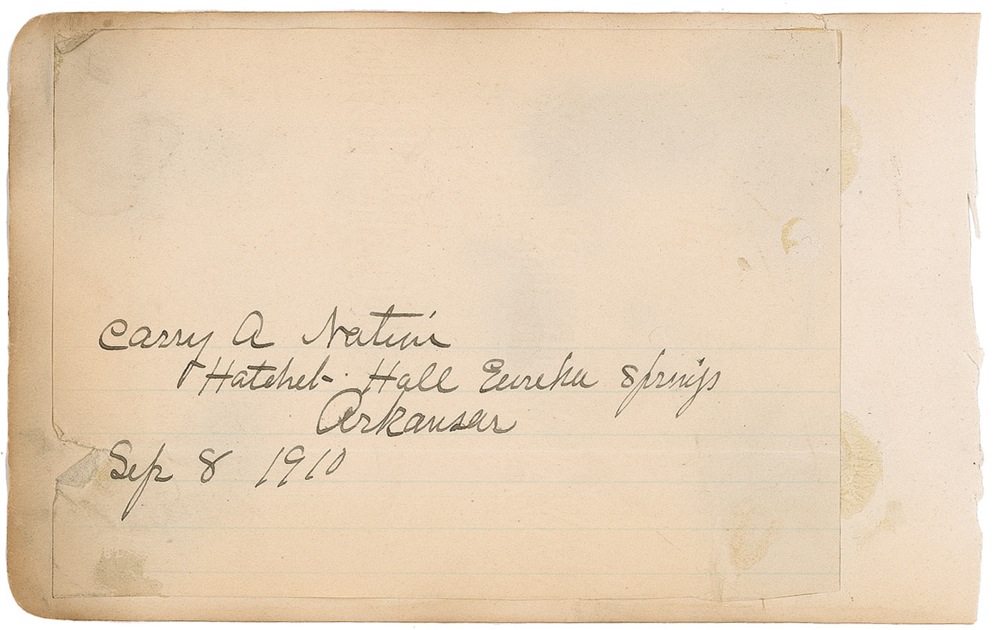 Carry A Nation
Hatchet Hall Eureka Springs
Arkansas
Sep 8 1910